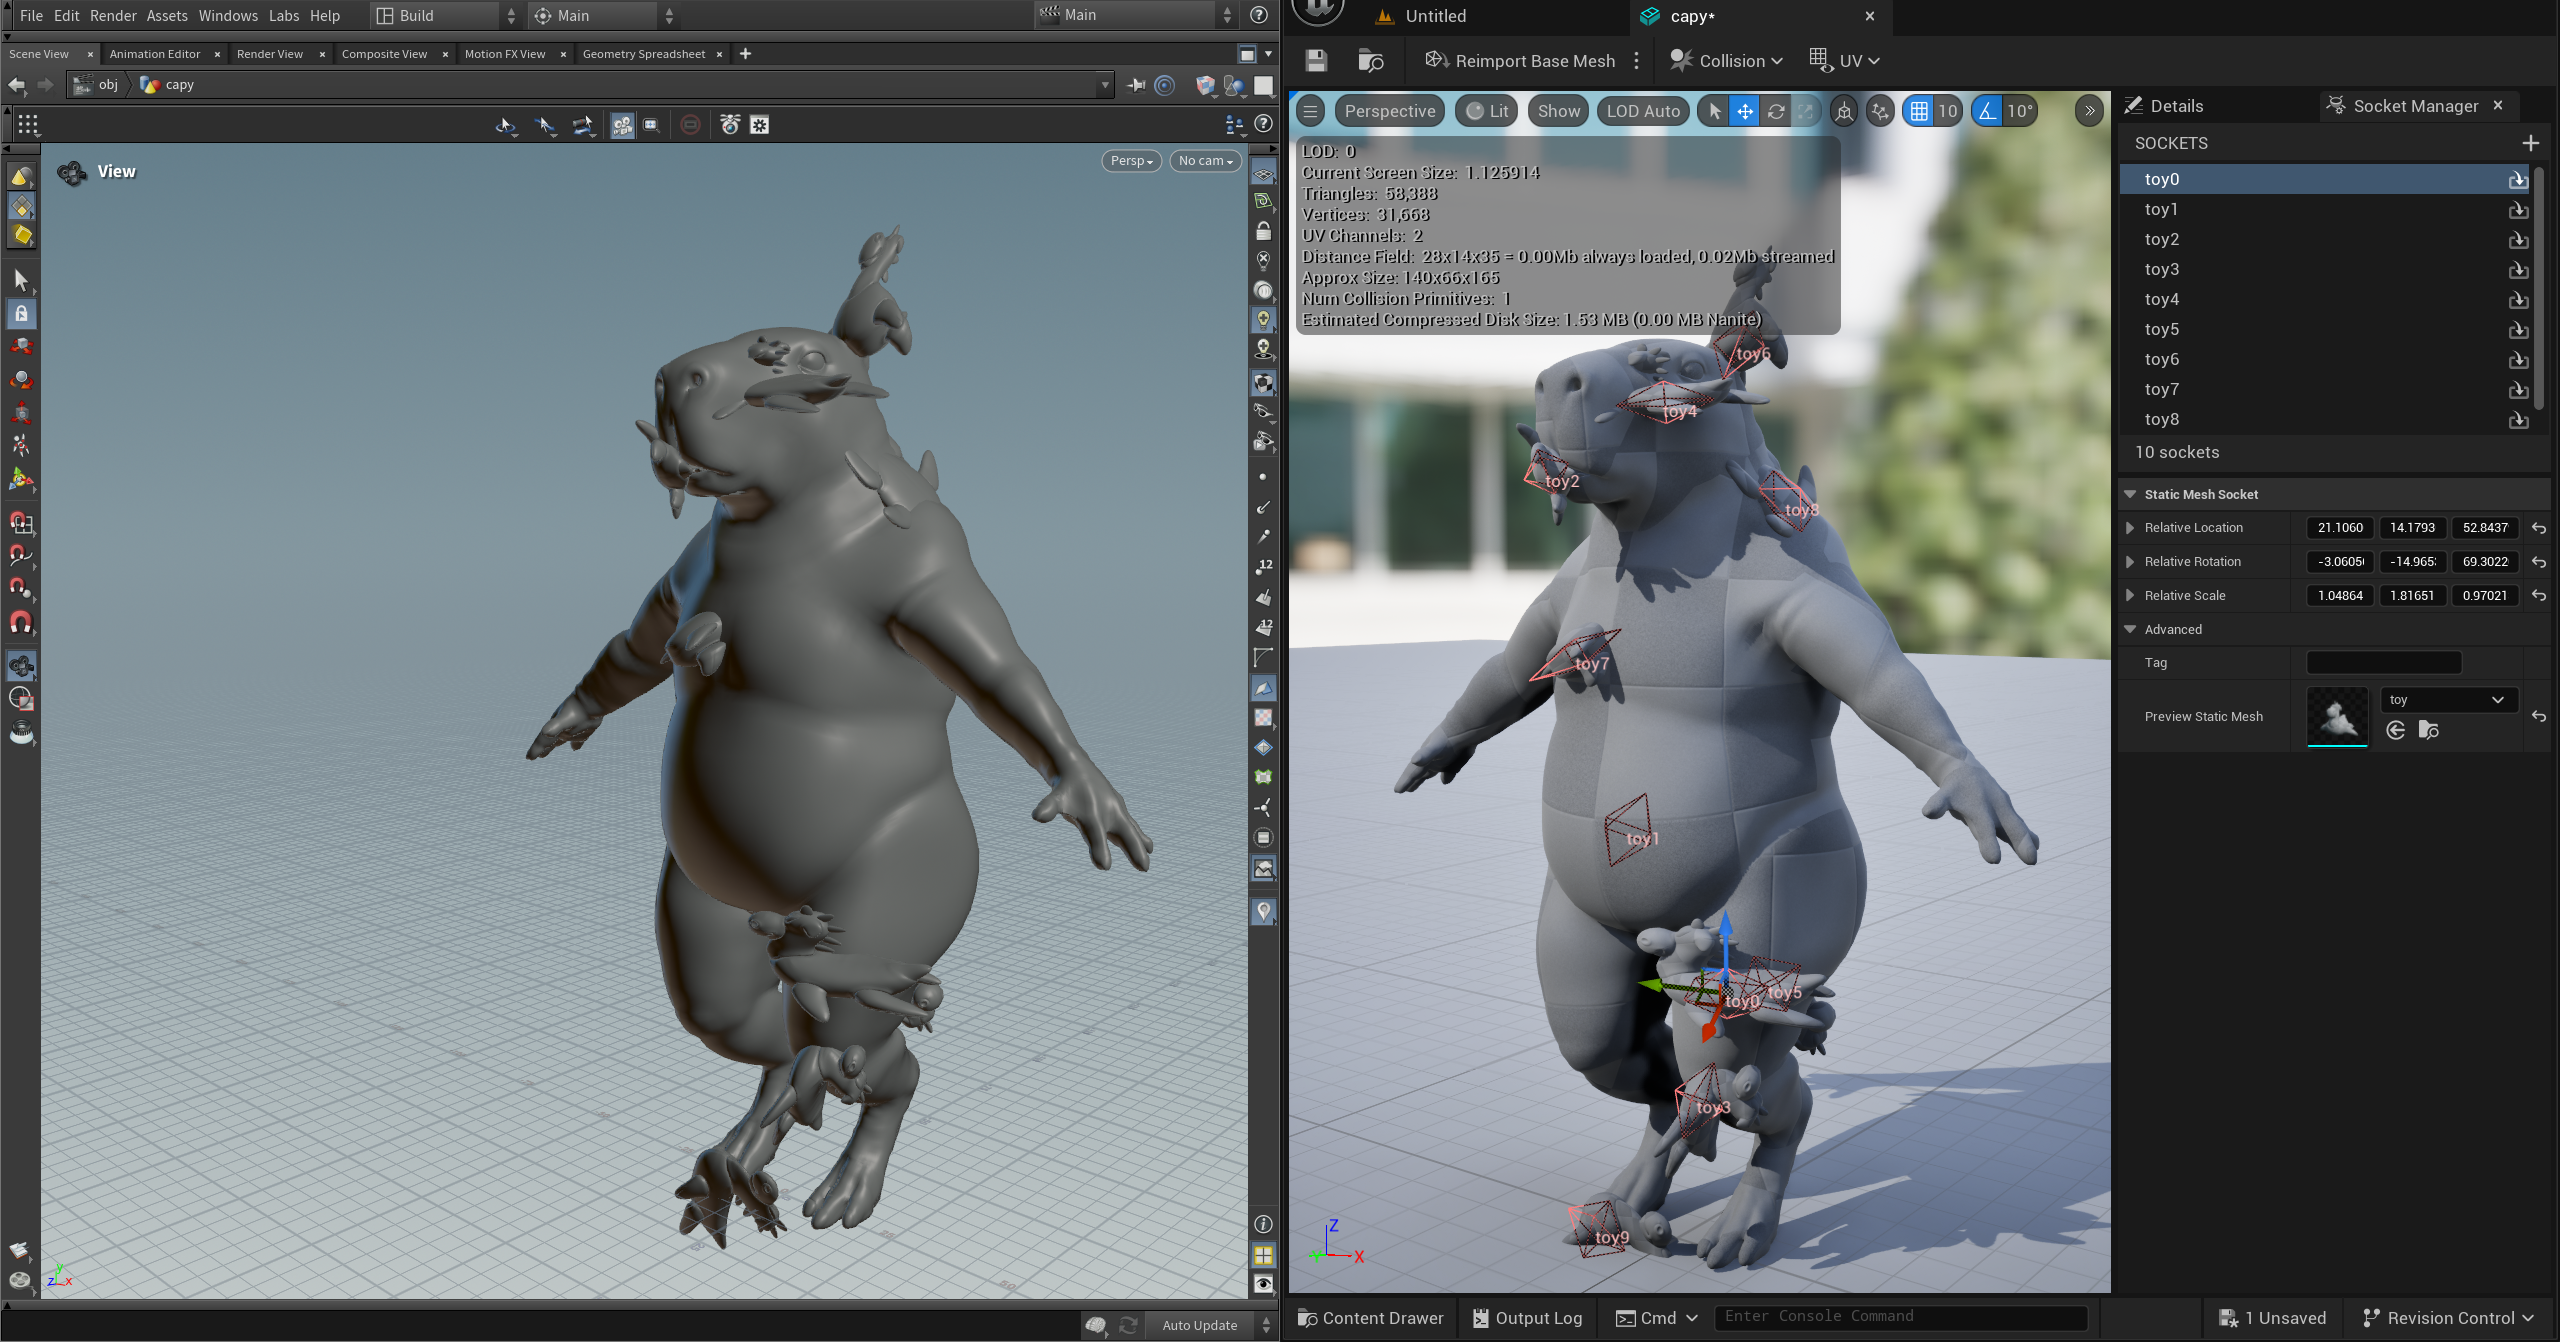 File Edit Render Assets Windows Labs Help Build Main Main
Scene View Animation Editor Render View Composite View Motion FX View Geometry Spreadsheet
obj capy
View
Persp No cam
12
12
z y x
Auto Update
Untitled capy*
Reimport Base Mesh Collision UV
Perspective Lit Show LOD Auto 10 10°
LOD: 0
Current Screen Size: 1.125914
Triangles: 58,388
Vertices: 31,668
UV Channels: 2
Distance Field: 28x14x35 = 0.00Mb always loaded, 0.02Mb streamed
Approx Size: 140x66x165
Num Collision Primitives: 1
Estimated Compressed Disk Size: 1.53 MB (0.00 MB Nanite)
toy6
toy4
toy2
toy8
toy7
toy1
toy5
toy0
toy3
toy9
Z
Y X
Details Socket Manager
SOCKETS
toy0
toy1
toy2
toy3
toy4
toy5
toy6
toy7
toy8
10 sockets
Static Mesh Socket
Relative Location 21.1060 14.1793 52.8437
Relative Rotation -3.0605 -14.965 69.3022
Relative Scale 1.04864 1.81651 0.97021
Advanced
Tag
Preview Static Mesh toy
Content Drawer Output Log Cmd Enter Console Command 1 Unsaved Revision Control